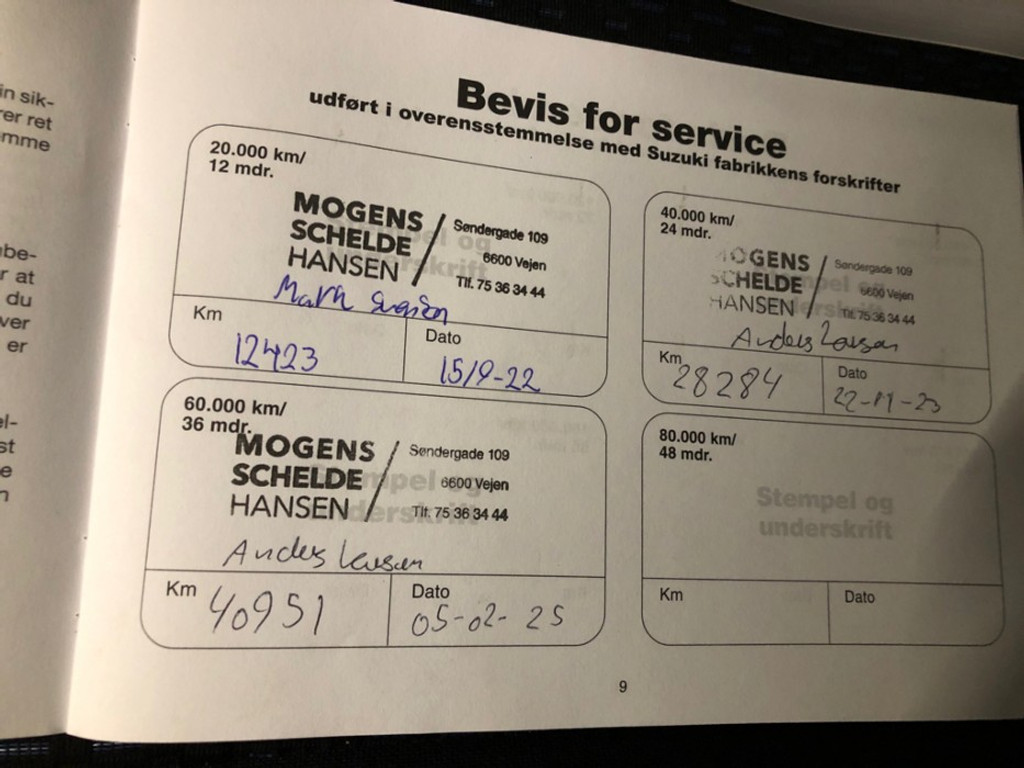 in sik-
rer ret
mme
abe-
r at
du
ver
er
el-
st
e
n
Bevis for service
udført i overensstemmelse med Suzuki fabrikkens forskrifter
20.000 km/
12 mdr.
MOGENS
SCHELDE
HANSEN
Søndergade 109
6600 Vejen
Tlf. 75 36 34 44
Mark
Km
12423
Dato
15/9-22
40.000 km/
24 mdr.
MOGENS
SCHELDE
HANSEN
Søndergade 109
6600 Vejen
Tlf. 75 36 34 44
Anders Larsen
Km
28284
Dato
22-11-23
60.000 km/
36 mdr.
MOGENS
SCHELDE
HANSEN
Søndergade 109
6600 Vejen
Tlf. 75 36 34 44
Anders Larsen
Km
40951
Dato
05-02-25
80.000 km/
48 mdr.
Stempel og
underskrift
Km
Dato
9